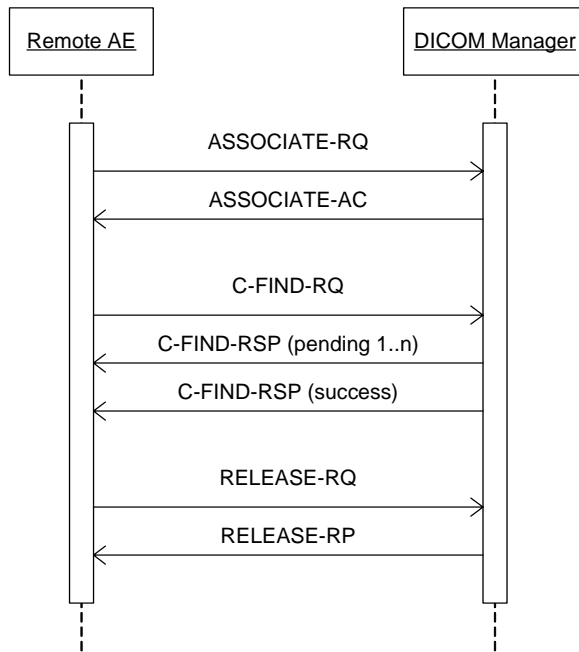 Remote AE
DICOM Manager
ASSOCIATE-RQ
ASSOCIATE-AC
C-FIND-RQ
C-FIND-RSP (pending 1..n)
C-FIND-RSP (success)
RELEASE-RQ
RELEASE-RP